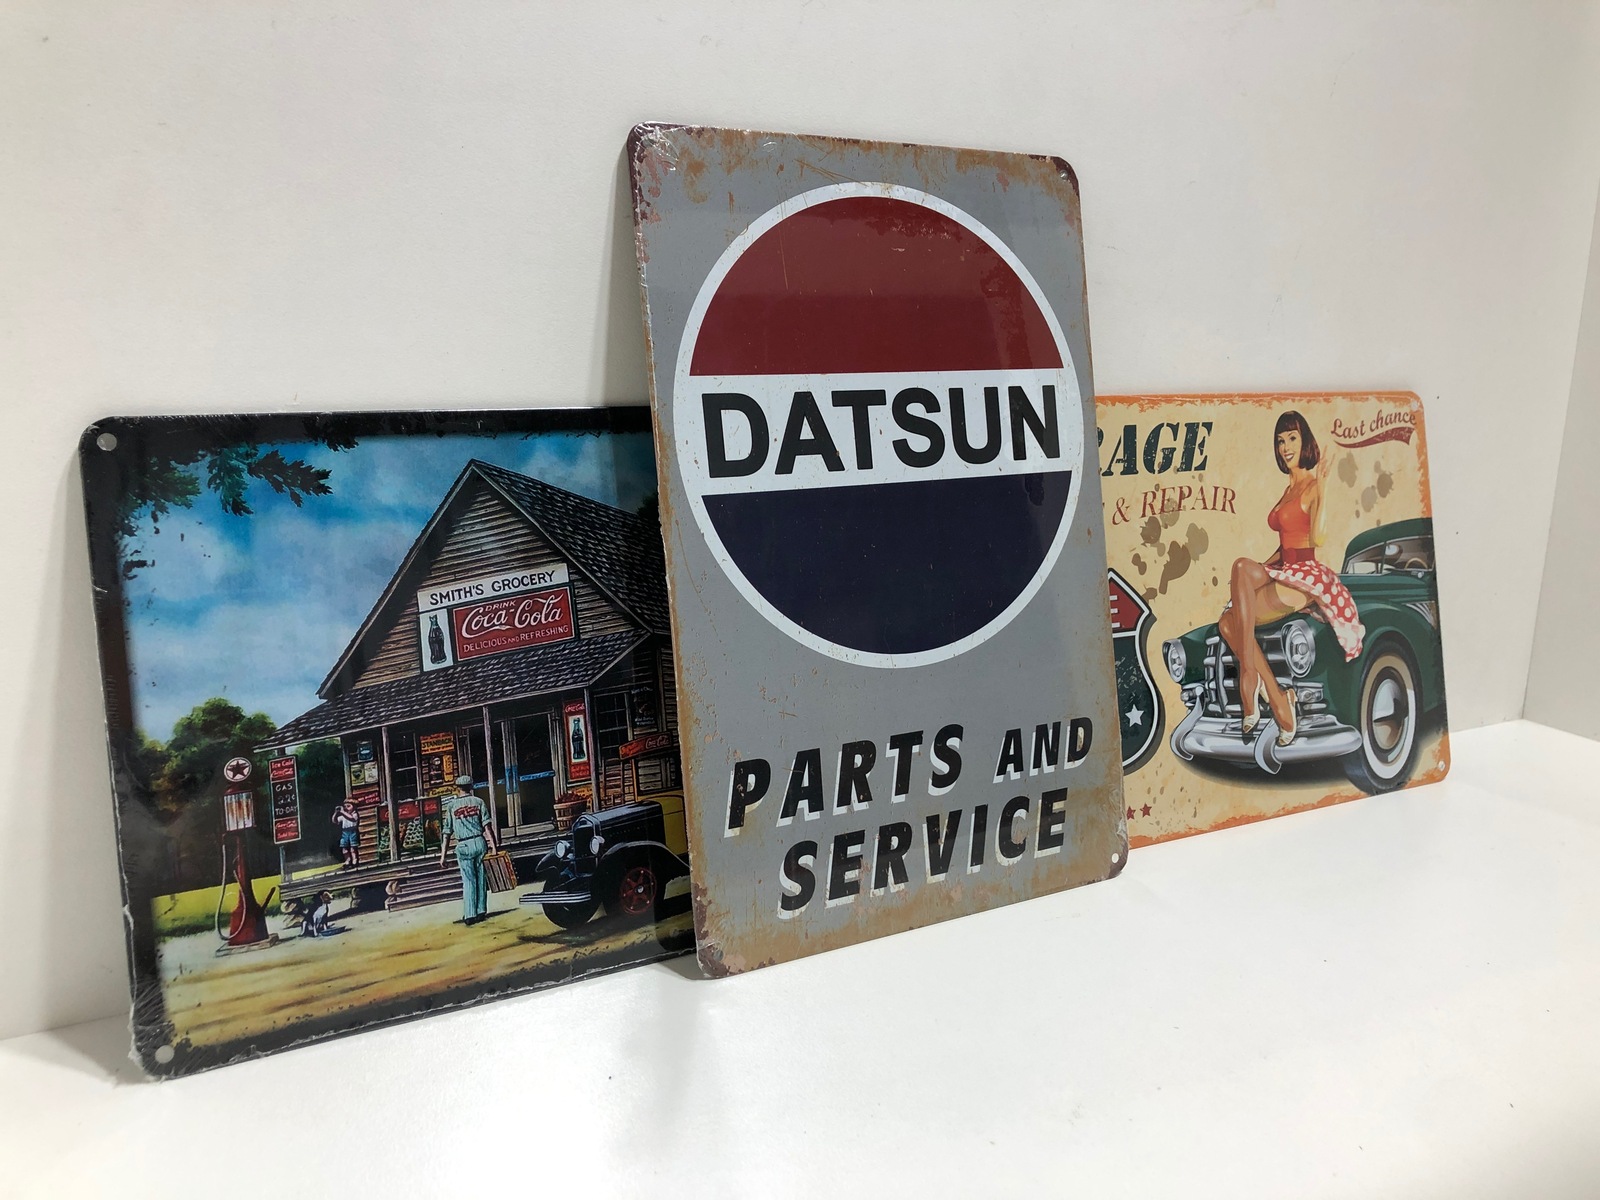 SMITH'S GROCERY
DRINK
Coca-Cola
DELICIOUS AND REFRESHING
GAS
TO-DAY
DATSUN
PARTS AND
SERVICE
RAGE
& REPAIR
Last chance